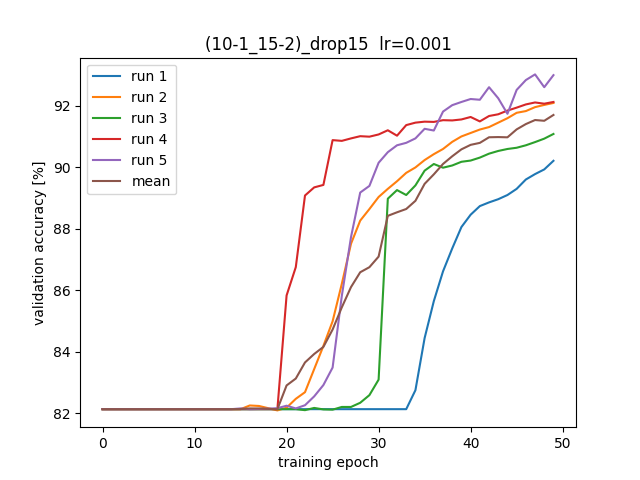 (10-1_15-2)_drop15  lr=0.001
validation accuracy [%]
92
90
88
86
84
82
run 1
run 2
run 3
run 4
run 5
mean
0 10 20 30 40 50
training epoch